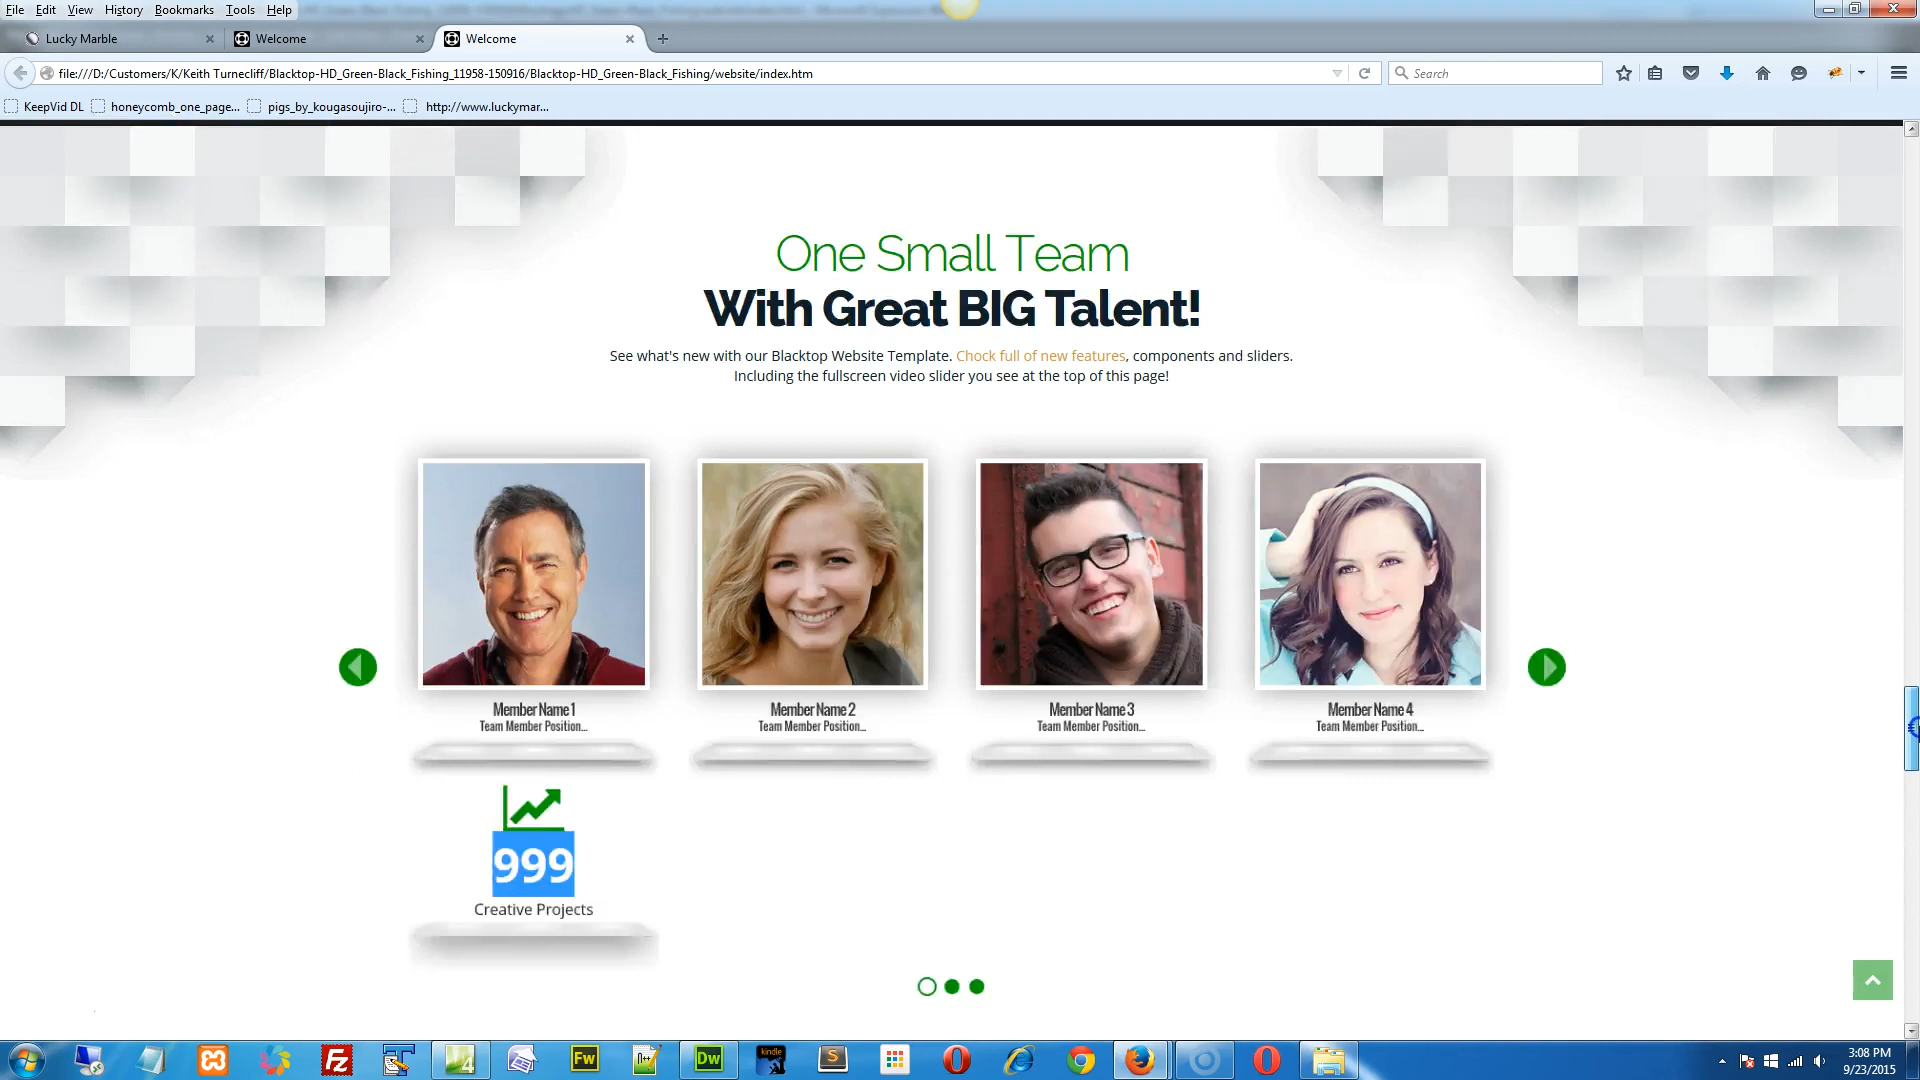 File Edit View History Bookmarks Tools Help
Lucky Marble Welcome Welcome
file:///D:/Customers/K/Keith Turnecliff/Blacktop-HD_Green-Black_Fishing_11958-150916/Blacktop-HD_Green-Black_Fishing/website/index.htm Search
KeepVid DL honeycomb_one_page... pigs_by_kougasoujiro-... http://www.luckymar...
One Small Team
With Great BIG Talent!
See what's new with our Blacktop Website Template. Chock full of new features, components and sliders.
Including the fullscreen video slider you see at the top of this page!
Member Name 1 Member Name 2 Member Name 3 Member Name 4
Team Member Position... Team Member Position... Team Member Position... Team Member Position...
999
Creative Projects
Fz 4 Fw n++ Dw kindle S
3:08 PM
9/23/2015